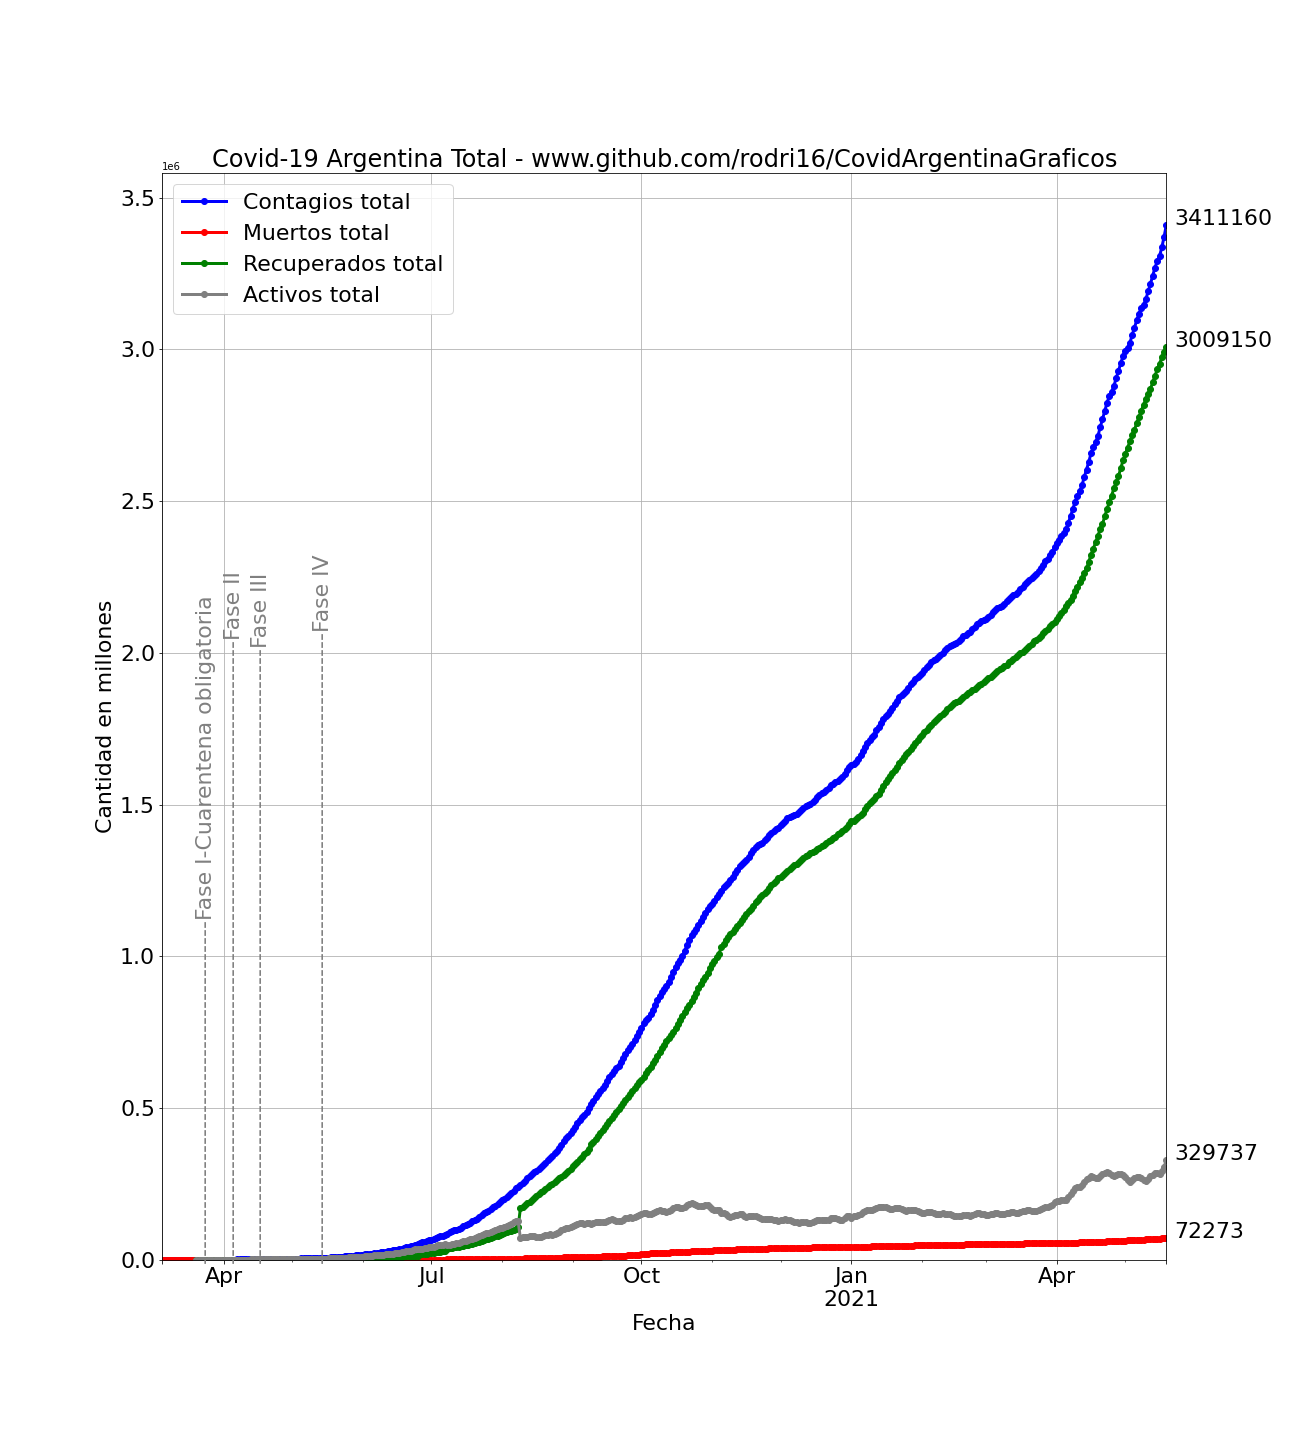 Covid-19 Argentina Total - www.github.com/rodri16/CovidArgentinaGraficos
1e6
Contagios total
Muertos total
Recuperados total
Activos total
3.5
3.0
2.5
2.0
1.5
1.0
0.5
0.0
Cantidad en millones
Fase I-Cuarentena obligatoria
Fase II
Fase III
Fase IV
3411160
3009150
329737
72273
Apr
Jul
Oct
Jan
2021
Apr
Fecha